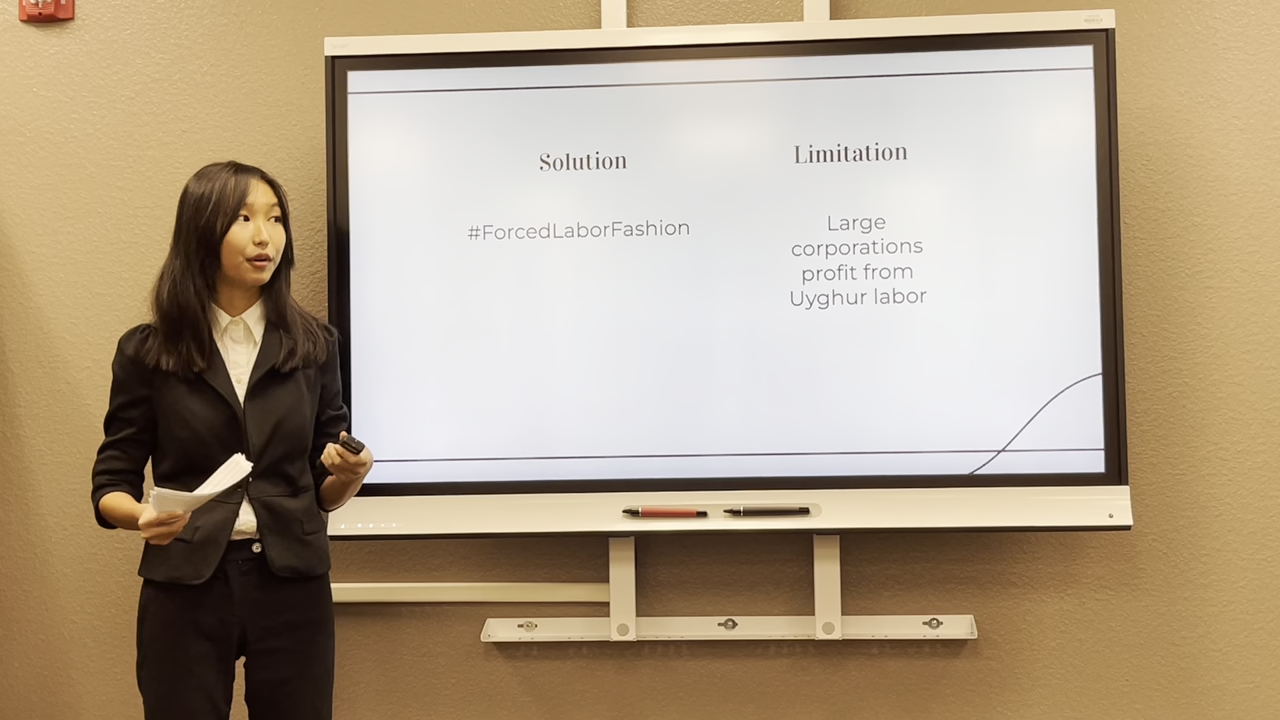 Solution
Limitation
#ForcedLaborFashion
Large
corporations
profit from
Uyghur labor